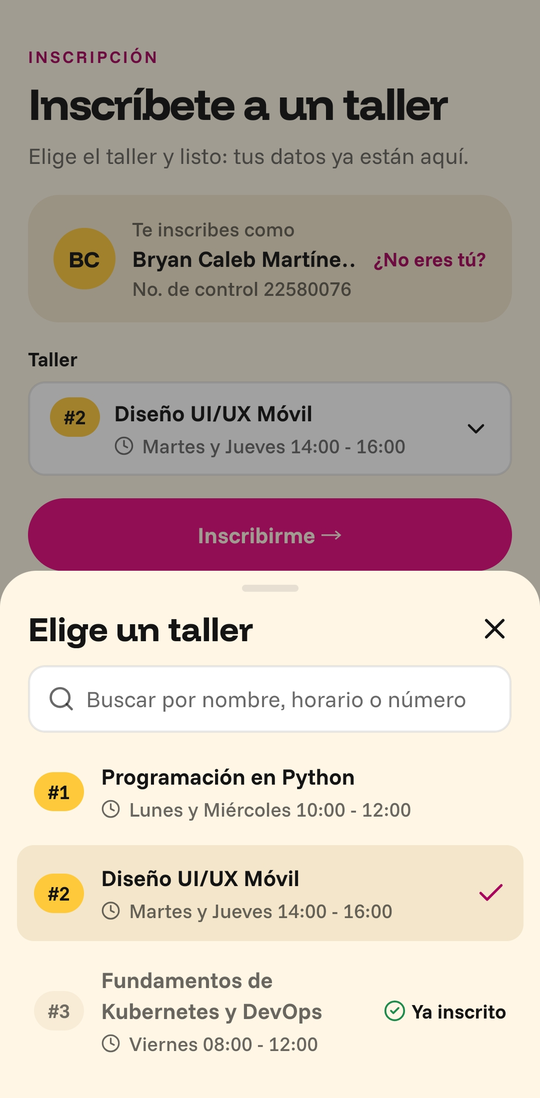 INSCRIPCIÓN
Inscríbete a un taller
Elige el taller y listo: tus datos ya están aquí.
BC
Te inscribes como
Bryan Caleb Martíne..
¿No eres tú?
No. de control 22580076
Taller
#2
Diseño UI/UX Móvil
Martes y Jueves 14:00 - 16:00
Inscribirme →
Elige un taller
Buscar por nombre, horario o número
#1
Programación en Python
Lunes y Miércoles 10:00 - 12:00
#2
Diseño UI/UX Móvil
Martes y Jueves 14:00 - 16:00
#3
Fundamentos de
Kubernetes y DevOps
Viernes 08:00 - 12:00
Ya inscrito